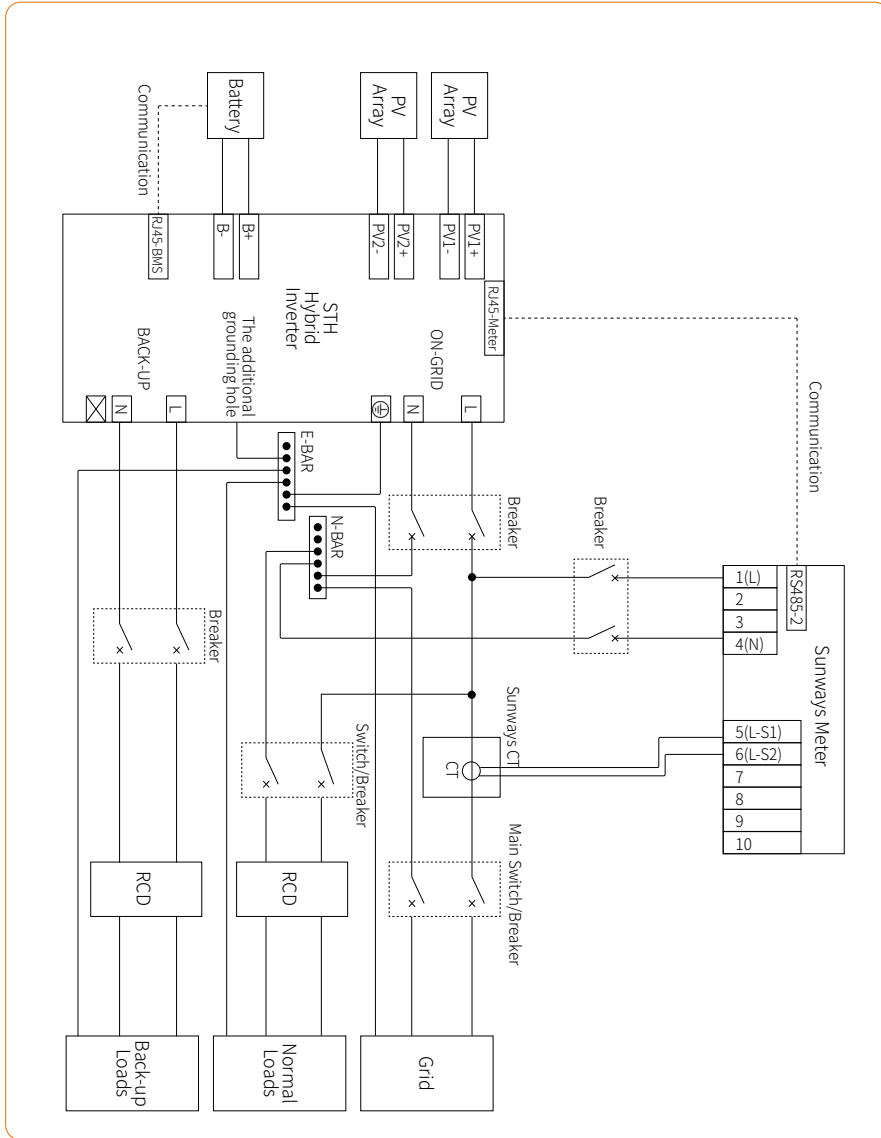 Battery
PV
Array
PV
Array
Communication
RJ45-BMS
B-
B+
PV2-
PV2+
PV1-
PV1+
RJ45-Meter
STH
Hybrid
Inverter
ON-GRID
The additional
grounding hole
BACK-UP
N
L
N
L
Communication
E-BAR
N-BAR
Breaker
Breaker
Breaker
RS485-2
1(L)
2
3
4(N)
Sunways Meter
5(L-S1)
6(L-S2)
7
8
9
10
Sunways CT
CT
Switch/Breaker
Main Switch/Breaker
RCD
RCD
Back-up
Loads
Normal
Loads
Grid